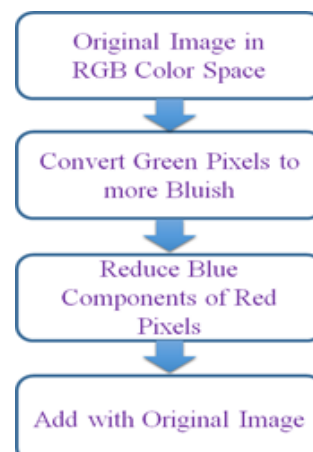 Original Image in
RGB Color Space
Convert Green Pixels to
more Bluish
Reduce Blue
Components of Red
Pixels
Add with Original Image